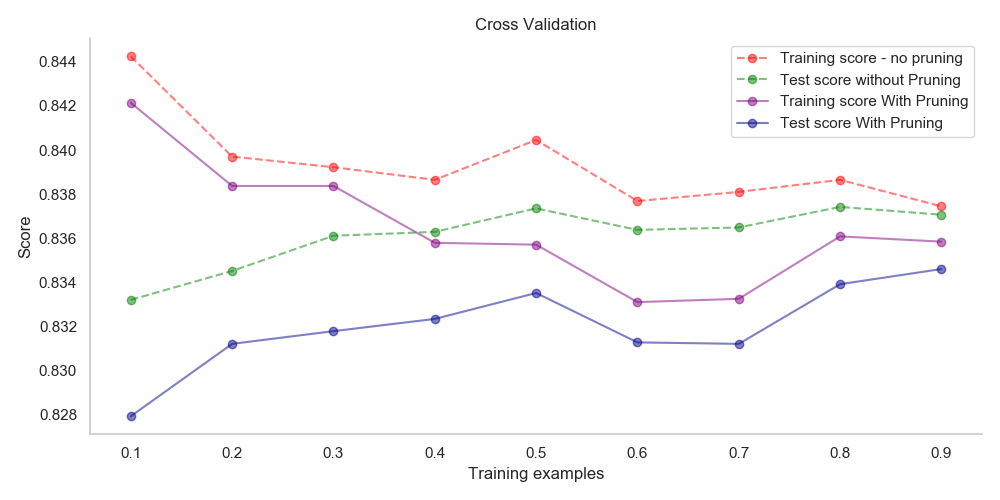 Cross Validation
Training score - no pruning
Test score without Pruning
Training score With Pruning
Test score With Pruning
Score
0.844
0.842
0.840
0.838
0.836
0.834
0.832
0.830
0.828
0.1 0.2 0.3 0.4 0.5 0.6 0.7 0.8 0.9
Training examples